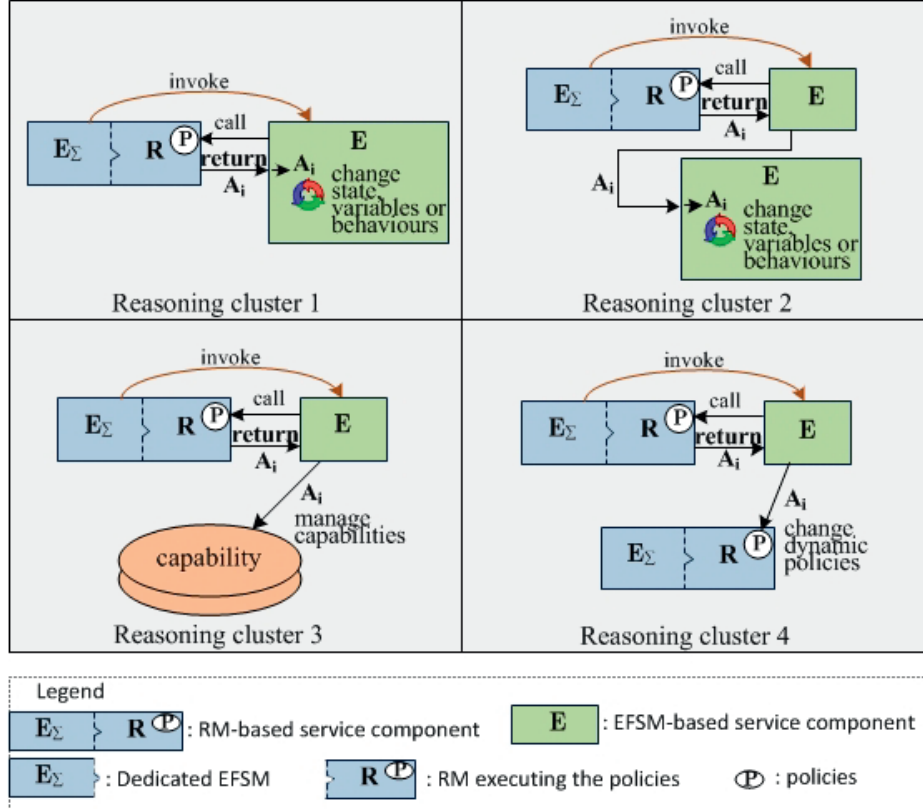 invoke
call
E_Σ
R
P
return
A_i
E
A_i
change
state,
variables or
behaviours
Reasoning cluster 1
invoke
call
E_Σ
R
P
return
A_i
E
A_i
E
A_i
change
state,
variables or
behaviours
Reasoning cluster 2
invoke
call
E_Σ
R
P
return
A_i
E
A_i
manage
capabilities
capability
Reasoning cluster 3
invoke
call
E_Σ
R
P
return
A_i
E
A_i
change
dynamic
policies
E_Σ
R
P
Reasoning cluster 4
Legend
E_Σ R P : RM-based service component
E : EFSM-based service component
E_Σ : Dedicated EFSM
R P : RM executing the policies
P : policies